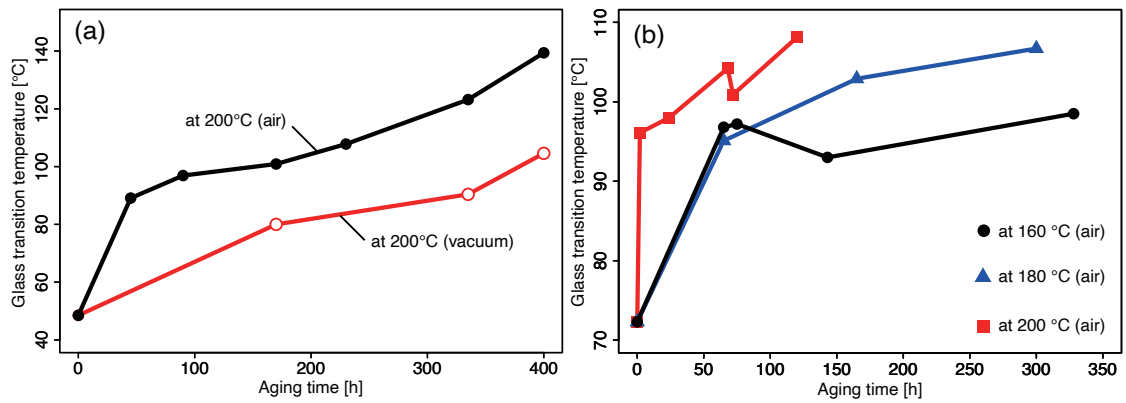 (a)
Glass transition temperature [°C]
140
120
100
80
60
40
at 200°C (air)
at 200°C (vacuum)
0
100
200
300
400
Aging time [h]
(b)
Glass transition temperature [°C]
110
100
90
80
70
at 160 °C (air)
at 180 °C (air)
at 200 °C (air)
0
50
100
150
200
250
300
350
Aging time [h]